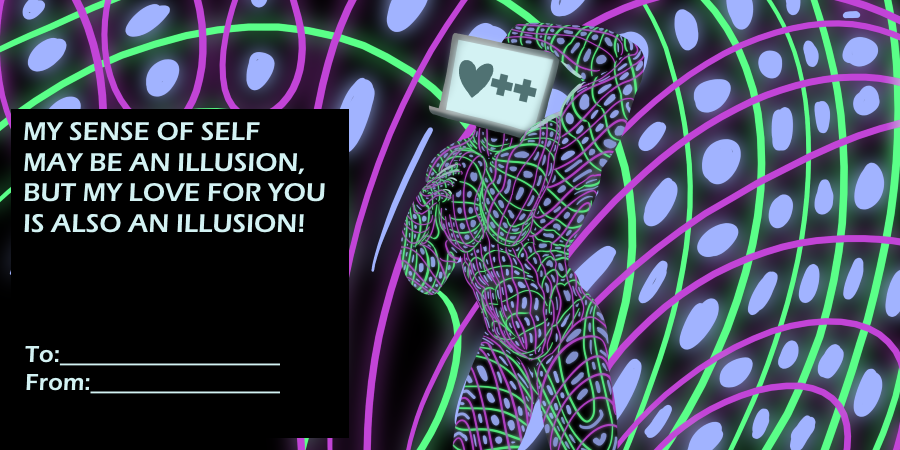 ♥++
MY SENSE OF SELF
MAY BE AN ILLUSION,
BUT MY LOVE FOR YOU
IS ALSO AN ILLUSION!
To:
From: